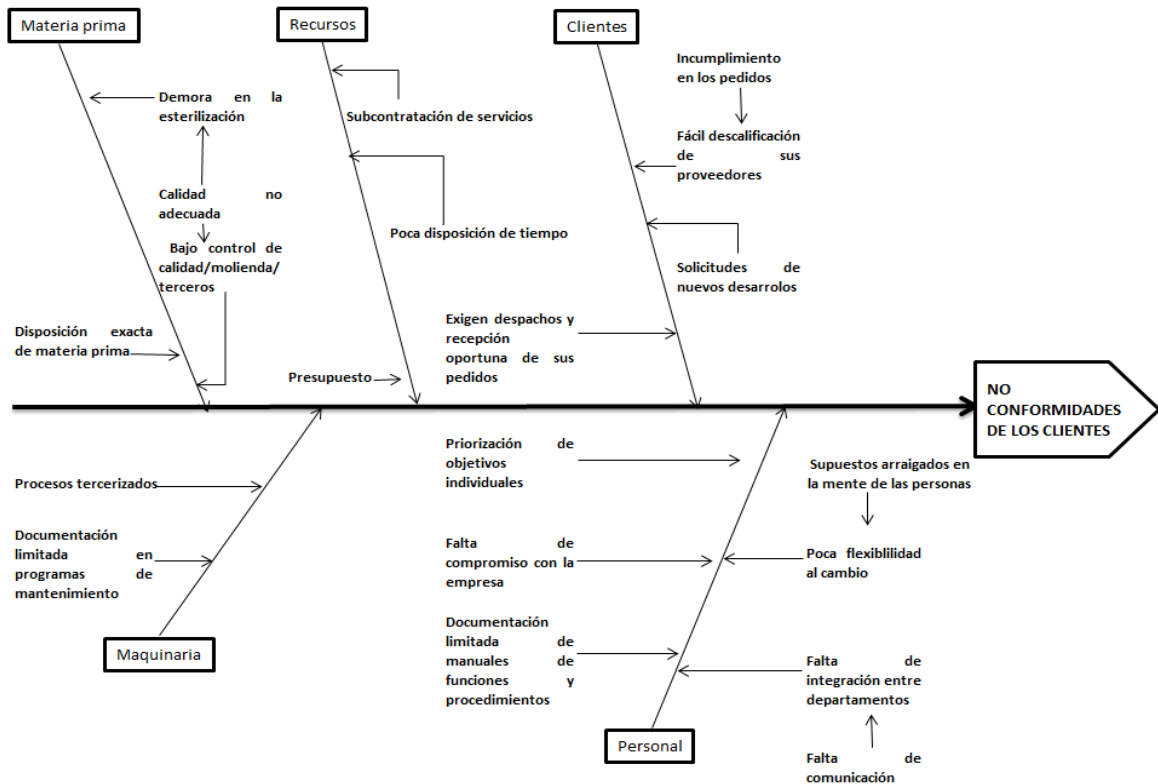 Materia prima
Recursos
Clientes
Demora en la
esterilización
Calidad no
adecuada
Bajo control de
calidad/molienda/
terceros
Disposición exacta
de materia prima
Subcontratación de servicios
Poca disposición de tiempo
Presupuesto
Incumplimiento
en los pedidos
Fácil descalificación
de sus
proveedores
Solicitudes de
nuevos desarrolos
Exigen despachos y
recepción
oportuna de sus
pedidos
NO
CONFORMIDADES
DE LOS CLIENTES
Procesos tercerizados
Documentación
limitada en
programas de
mantenimiento
Maquinaria
Priorización de
objetivos
individuales
Falta de
compromiso con la
empresa
Documentación
limitada de
manuales de
funciones y
procedimientos
Supuestos arraigados en
la mente de las personas
Poca flexiblilidad
al cambio
Falta de
integración entre
departamentos
Falta de
comunicación
Personal